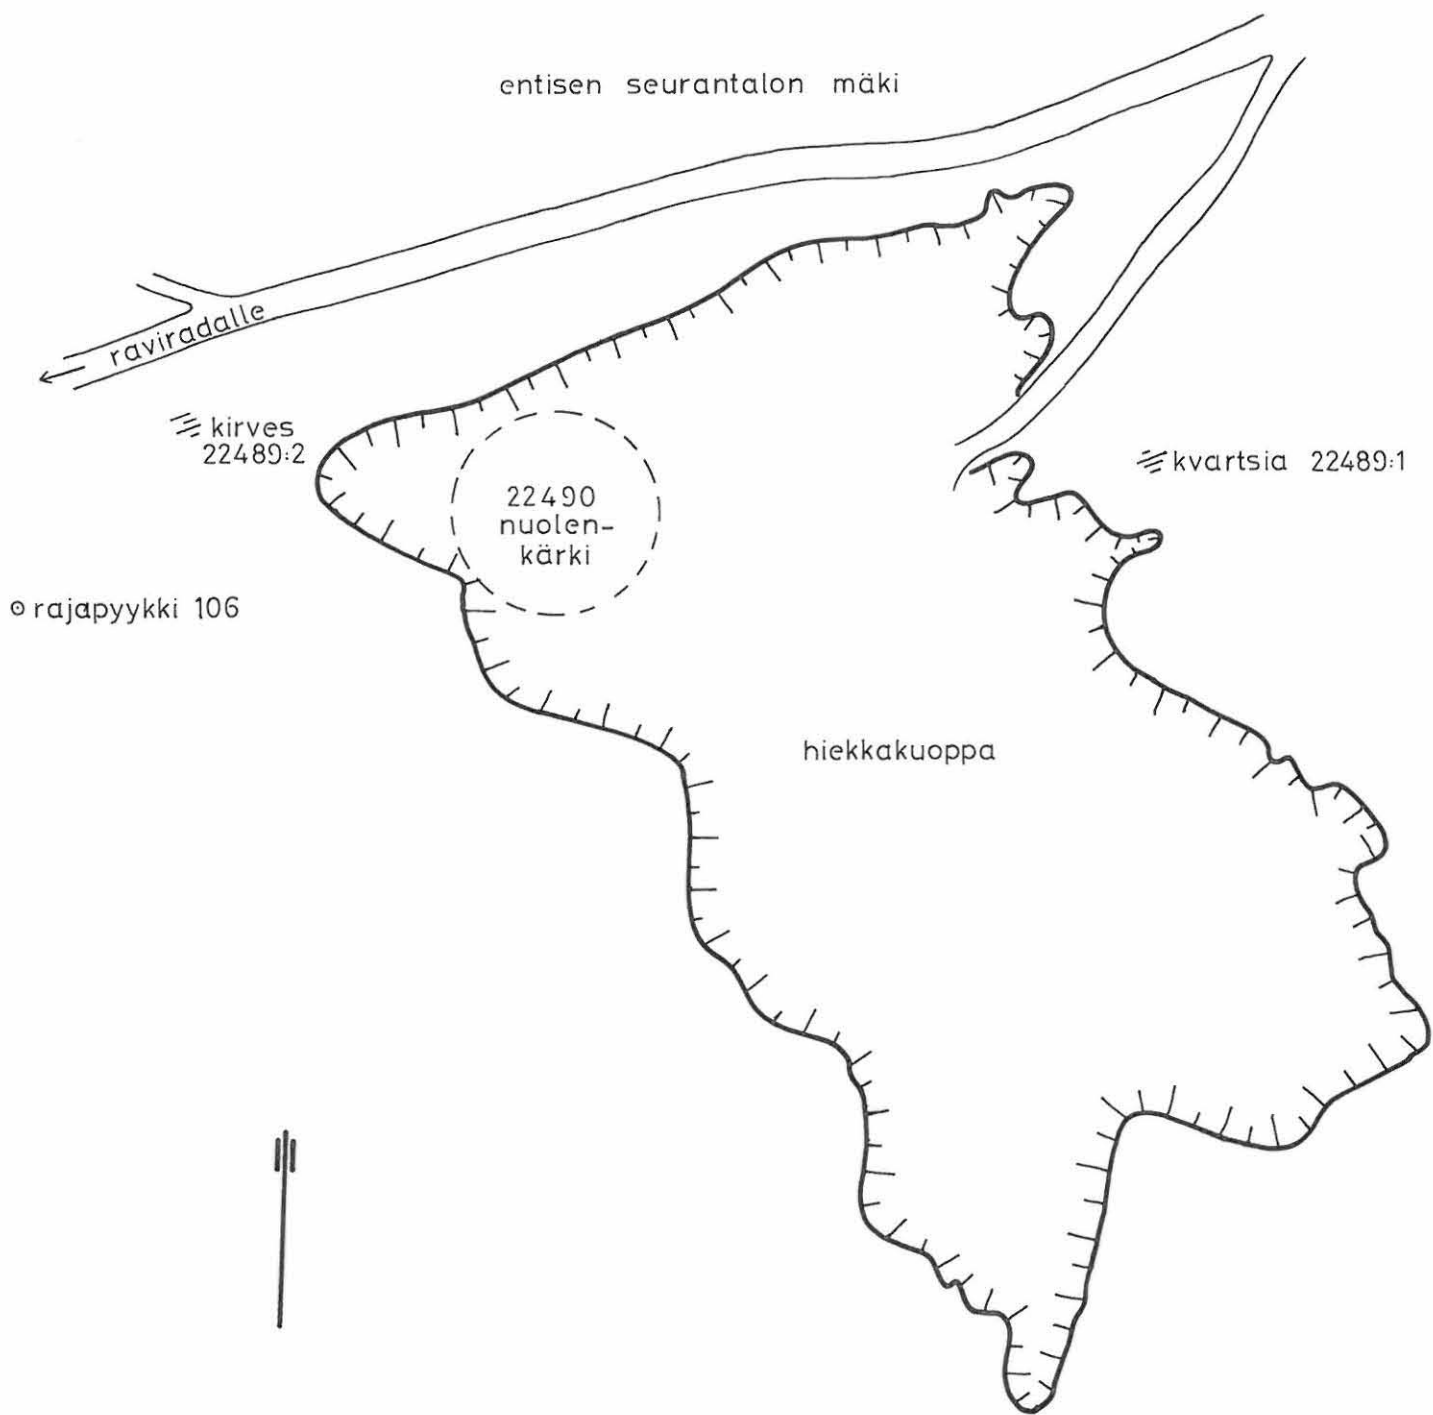 entisen seurantalon mäki
raviradalle
kirves
22489:2
kvartsia 22489:1
22490
nuolen-
kärki
rajapyykki 106
hiekkakuoppa